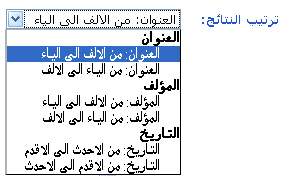 ترتيب النتائج: العنوان: من الالف الى الياء
العنوان
العنوان: من الالف الى الياء
العنوان: من الياء الى الالف
المؤلف
المؤلف: من الالف الى الياء
المؤلف: من الياء الى الالف
التاريخ
التاريخ: من الاحدث الى الاقدم
التاريخ: من الاقدم الى الاحدث